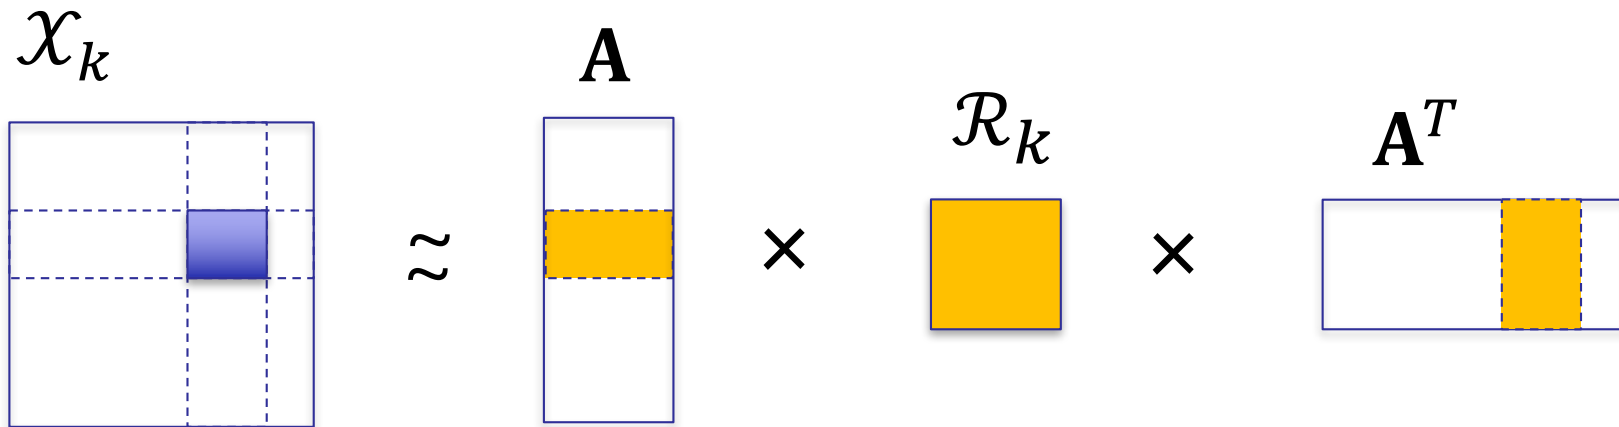 𝒳ₖ ≈ 𝐀 × ℛₖ × 𝐀ᵀ